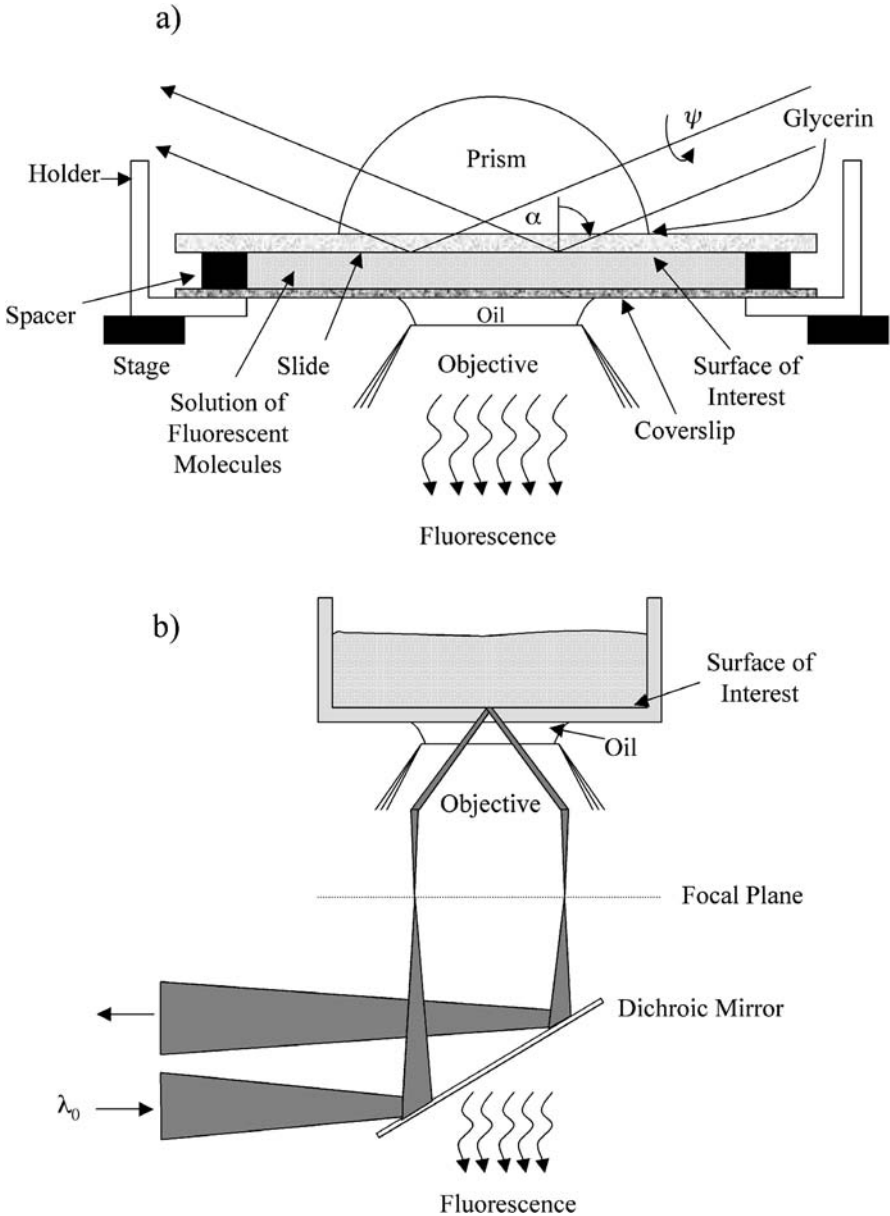 a)
ψ
Glycerin
Prism
Holder
α
Spacer
Oil
Stage
Slide
Objective
Surface of
Interest
Solution of
Fluorescent
Molecules
Coverslip
Fluorescence
b)
Surface of
Interest
Oil
Objective
Focal Plane
Dichroic Mirror
λ₀
Fluorescence